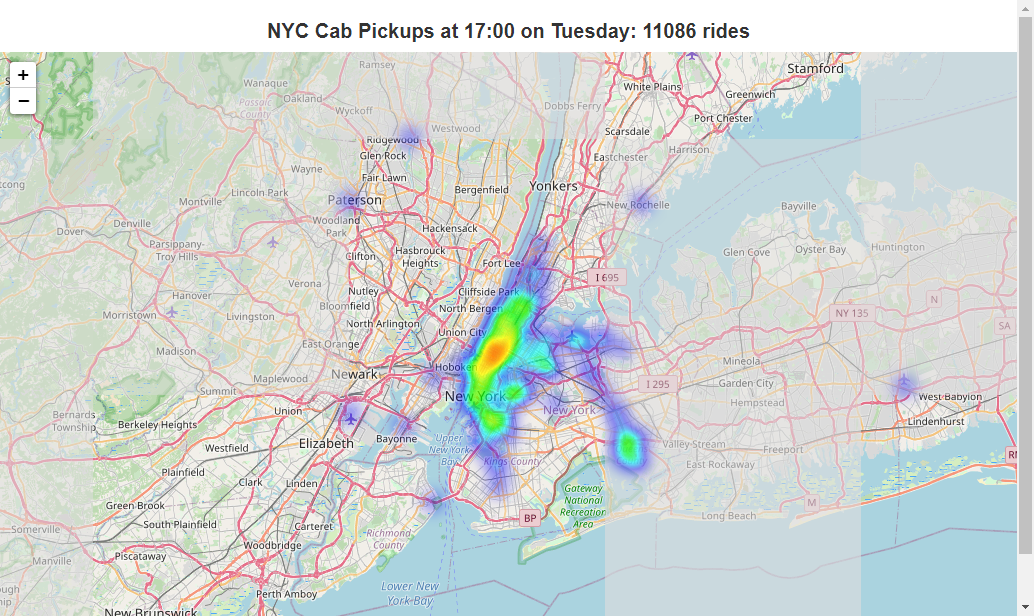 NYC Cab Pickups at 17:00 on Tuesday: 11086 rides
+
−
Ramsey
Stamford
White Plains
Wanaque
Greenwich
Oakland
Passaic
County
Wyckoff
Dobbs Ferry
Port Chester
Westwood
Scarsdale
Ridgewood
Glen Rock
Harrison
Eastchester
Wayne
Fair Lawn
Yonkers
Bergenfield
Lincoln Park
Paterson
Montville
New Rochelle
Bayville
Woodland
Park
Denville
Hackensack
Dover
Parsippany-
Troy Hills
Hasbrouck
Heights
Clifton
Glen Cove
Oyster Bay
Huntington
Fort Lee
I 695
Verona
Nutley
Cliffside Park
Hanover
Bloomfield
North Bergen
N
NY 135
Morristown
Livingston
North Arlington
SA
Union City
East Orange
Madison
Mineola
Hoboken
Newark
Maplewood
I 295
Garden City
Summit
New York
West Babylon
Hempstead
Union
New York
Bernards
Township
Berkeley Heights
Lindenhurst
Freeport
Elizabeth
Bayonne
Upper
New York
Bay
Valley Stream
Westfield
Kings County
East Rockaway
Plainfield
Clark
Linden
Gateway
National
Recreation
Area
Green Brook
M
BP
Long Beach
South Plainfield
Carteret
Somerville
Richmond
County
Woodbridge
Piscataway
Manville
Lower New
York Bay
Perth Amboy
New Brunswick